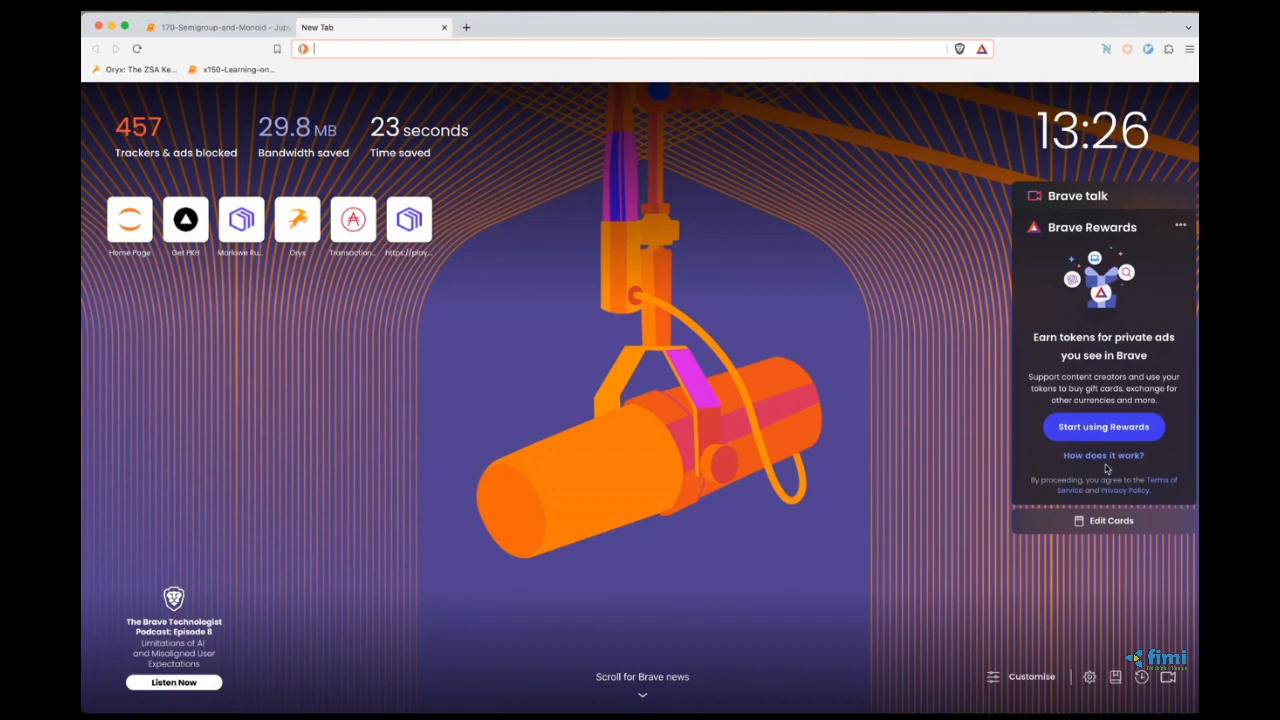 170-Semigroup-and-Monoid - Jupy
New Tab
Oryx: The ZSA Ke...
x150-Learning-on...
457
Trackers & ads blocked
29.8 MB
Bandwidth saved
23 seconds
Time saved
13:26
Home Page
Get PKH
Marlowe Ru...
Oryx
Transaction...
https://play...
Brave talk
Brave Rewards
Earn tokens for private ads
you see in Brave
Support content creators and use your
tokens to buy gift cards, exchange for
other currencies and more.
Start using Rewards
How does it work?
By proceeding, you agree to the Terms of
Service and Privacy Policy.
Edit Cards
The Brave Technologist
Podcast: Episode 8
Limitations of AI
and Misaligned User
Expectations
Listen Now
Scroll for Brave news
fimi
Customise